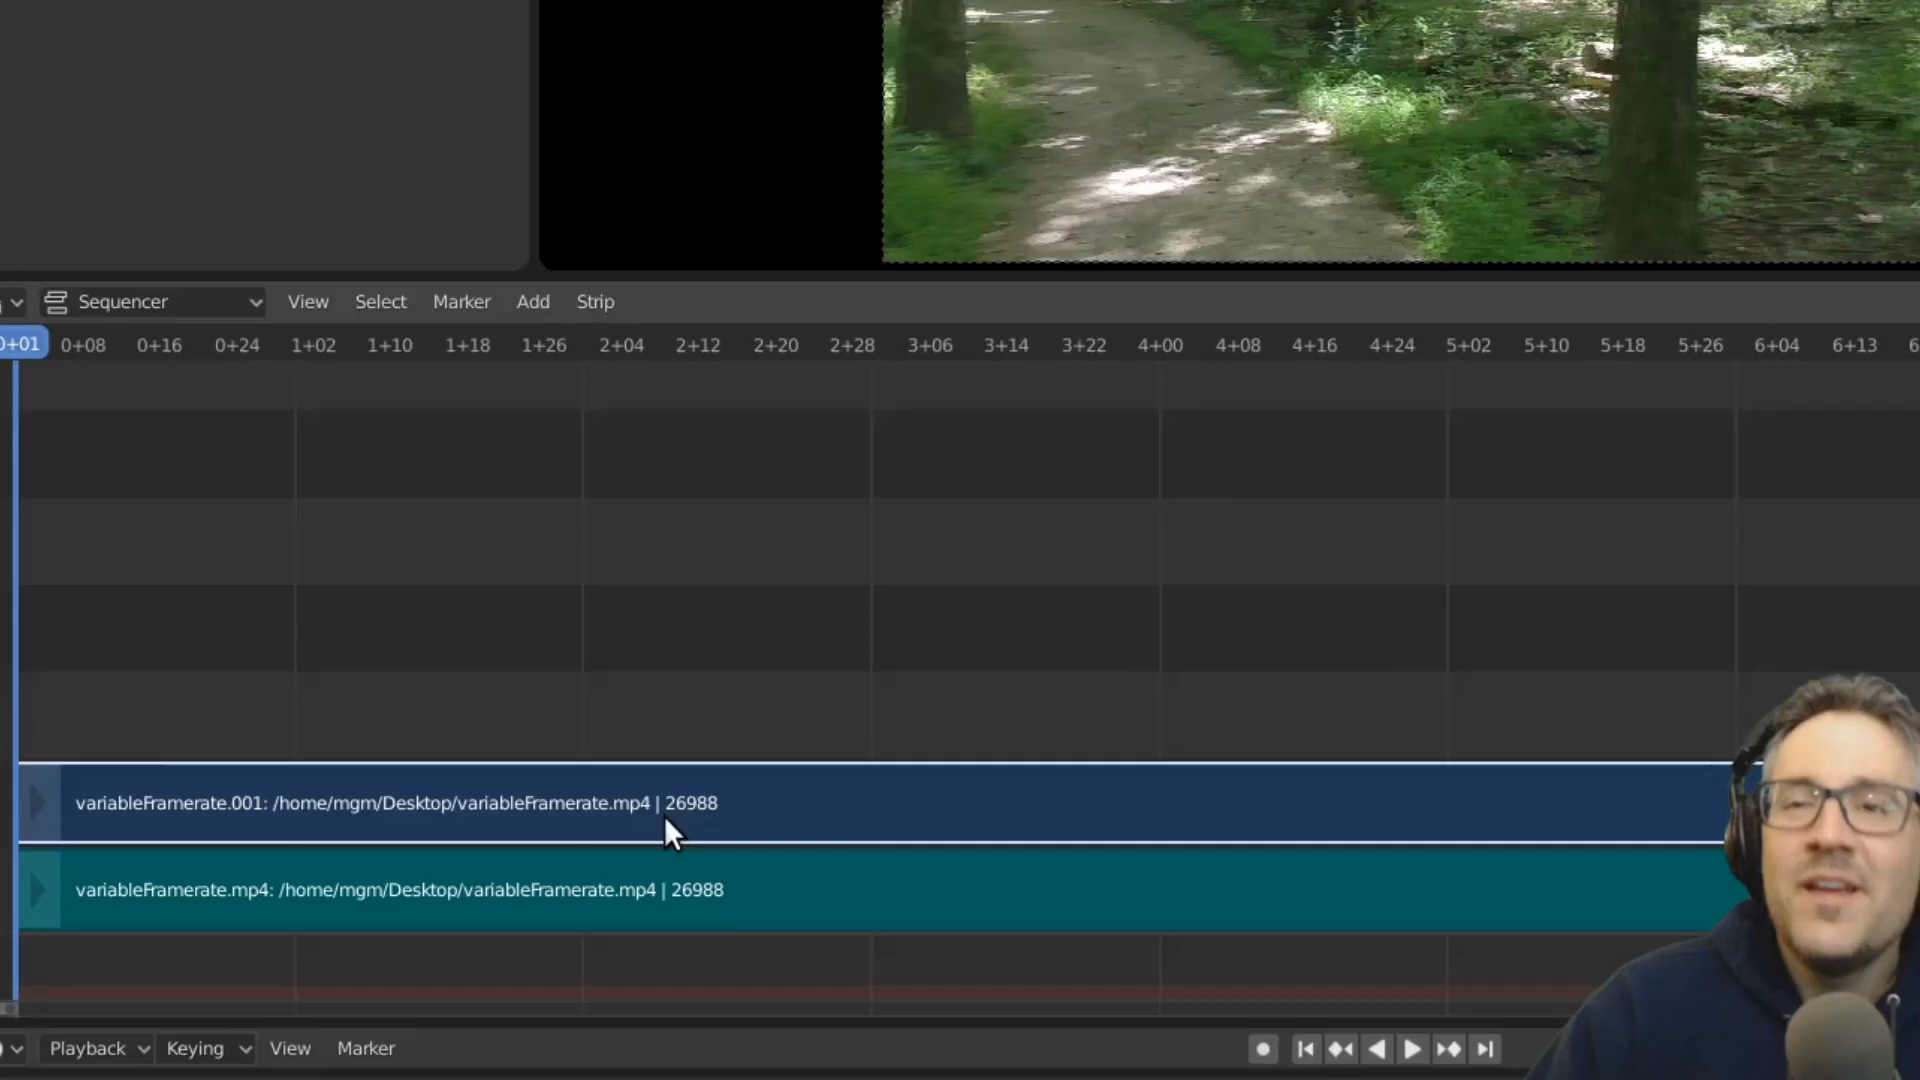 Sequencer View Select Marker Add Strip
0+01 0+08 0+16 0+24 1+02 1+10 1+18 1+26 2+04 2+12 2+20 2+28 3+06 3+14 3+22 4+00 4+08 4+16 4+24 5+02 5+10 5+18 5+26 6+04 6+13 6
variableFramerate.001: /home/mgm/Desktop/variableFramerate.mp4 | 26988
variableFramerate.mp4: /home/mgm/Desktop/variableFramerate.mp4 | 26988
Playback Keying View Marker